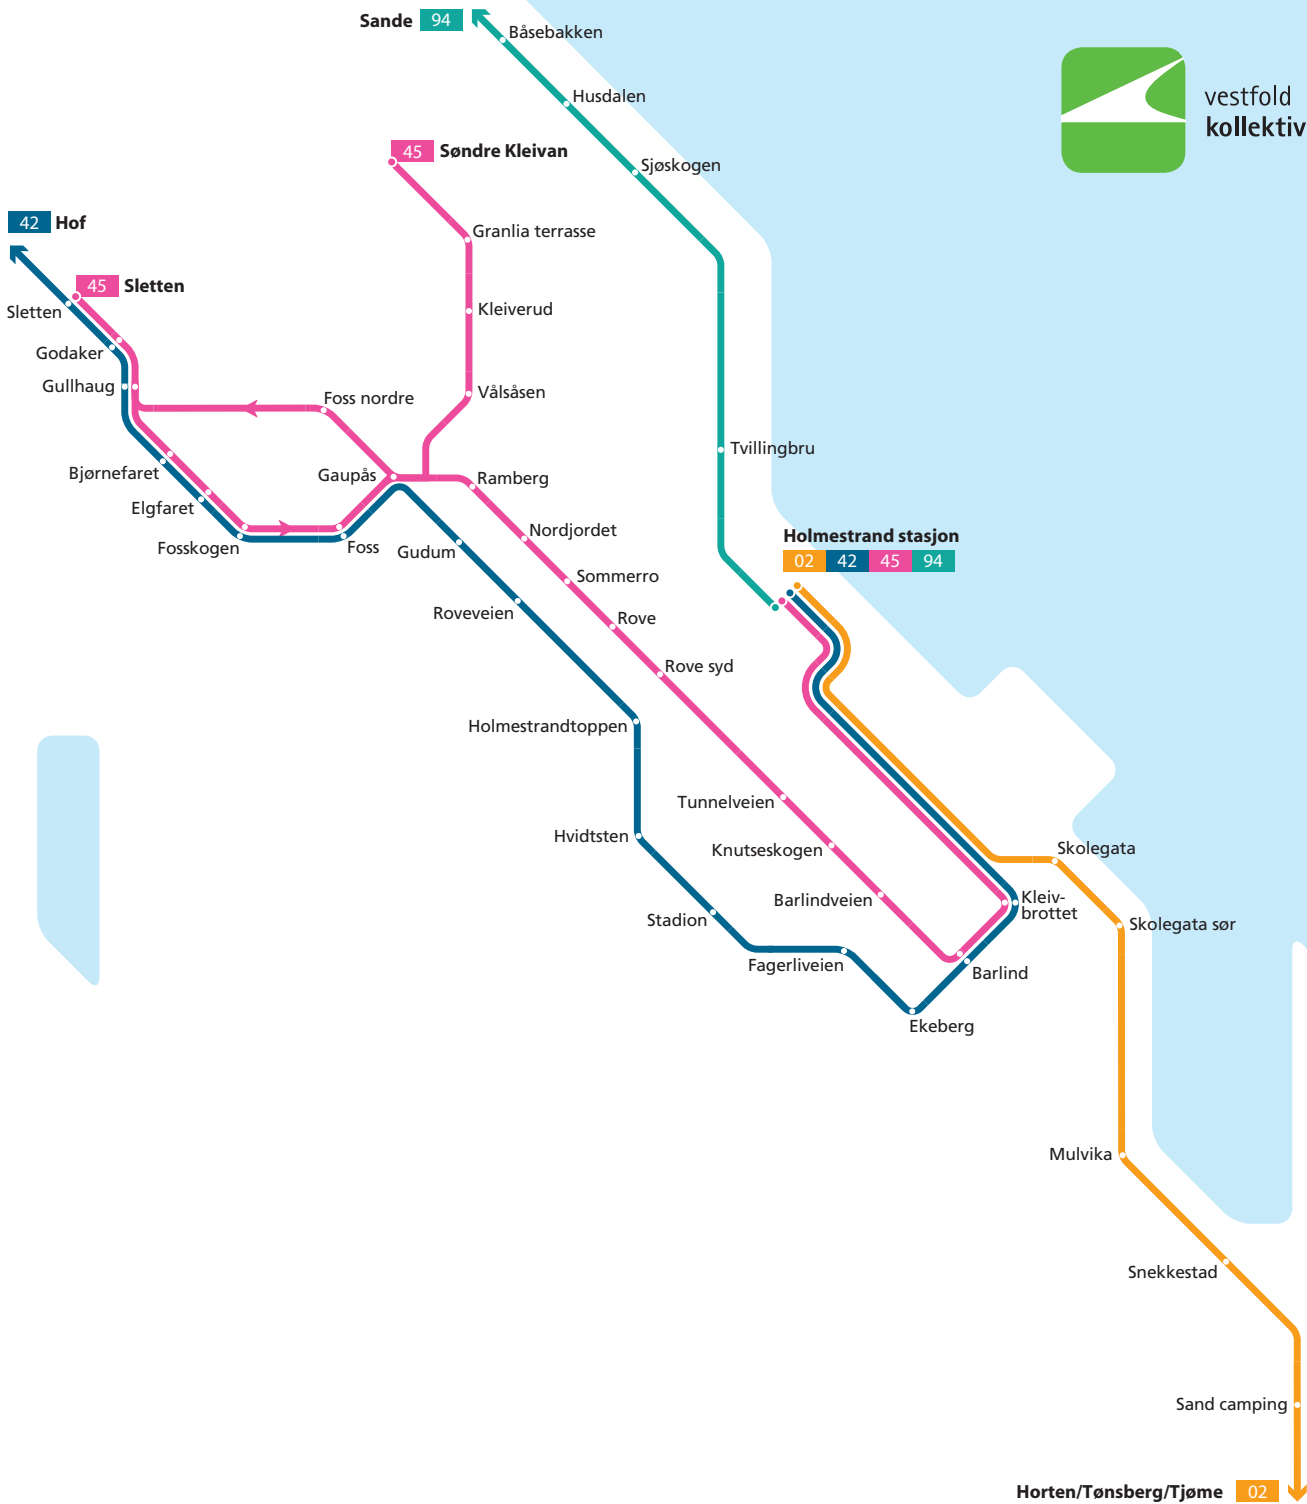 Sande 94
Båsebakken
Husdalen
vestfold
kollektiv
45 Søndre Kleivan
Sjøskogen
42 Hof
Granlia terrasse
45 Sletten
Sletten
Kleiverud
Godaker
Gullhaug
Foss nordre
Vålsåsen
Tvillingbru
Bjørnefaret
Gaupås
Ramberg
Elgfaret
Nordjordet
Holmestrand stasjon
02 42 45 94
Fosskogen
Foss
Gudum
Sommerro
Roveveien
Rove
Rove syd
Holmestrandtoppen
Tunnelveien
Hvidtsten
Knutseskogen
Skolegata
Barlindveien
Kleiv-
brottet
Stadion
Skolegata sør
Fagerliveien
Barlind
Ekeberg
Mulvika
Snekkestad
Sand camping
Horten/Tønsberg/Tjøme 02